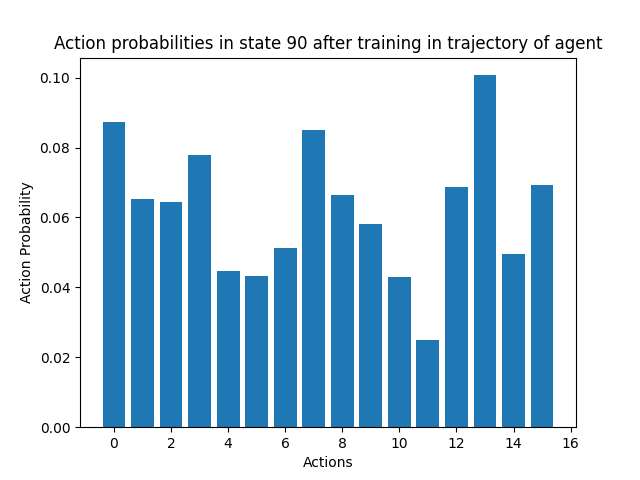 Action probabilities in state 90 after training in trajectory of agent
0.10
0.08
0.06
0.04
0.02
0.00
Action Probability
0 2 4 6 8 10 12 14 16
Actions